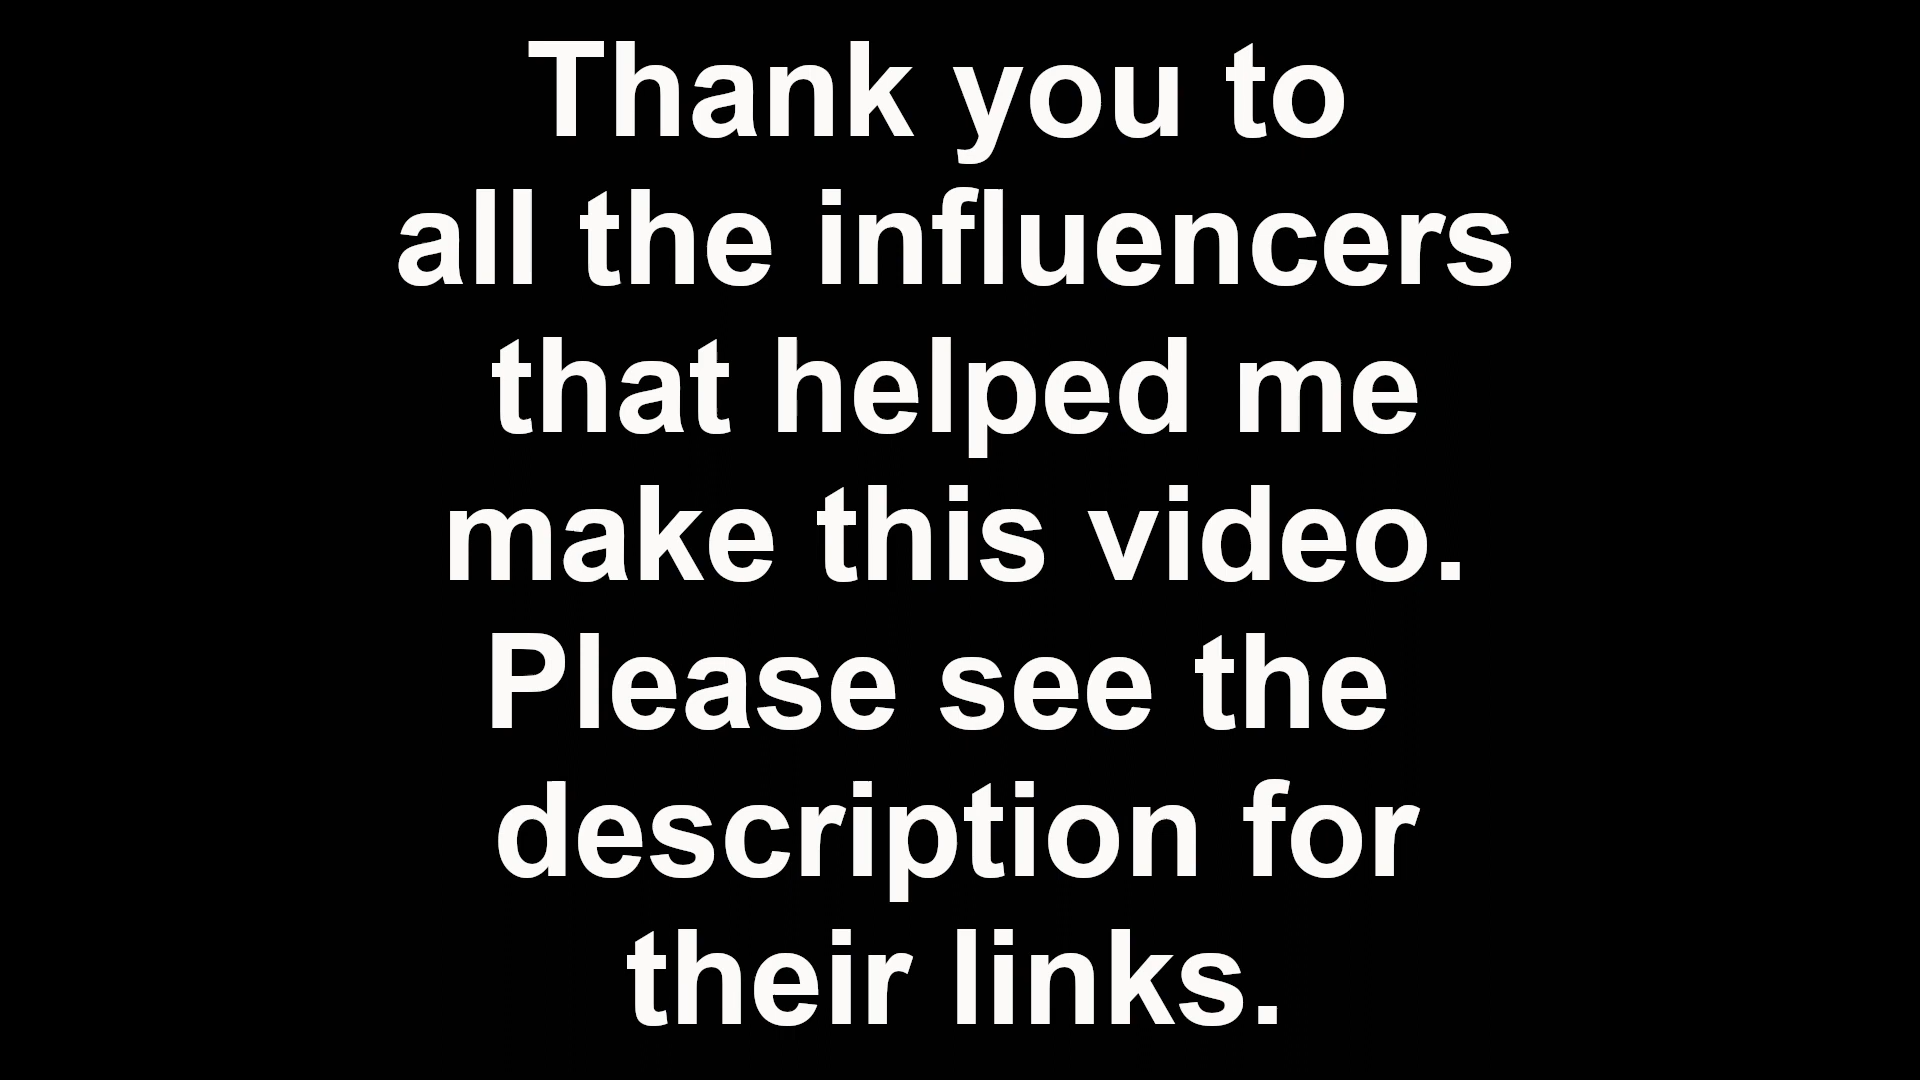 Thank you to
all the influencers
that helped me
make this video.
Please see the
description for
their links.